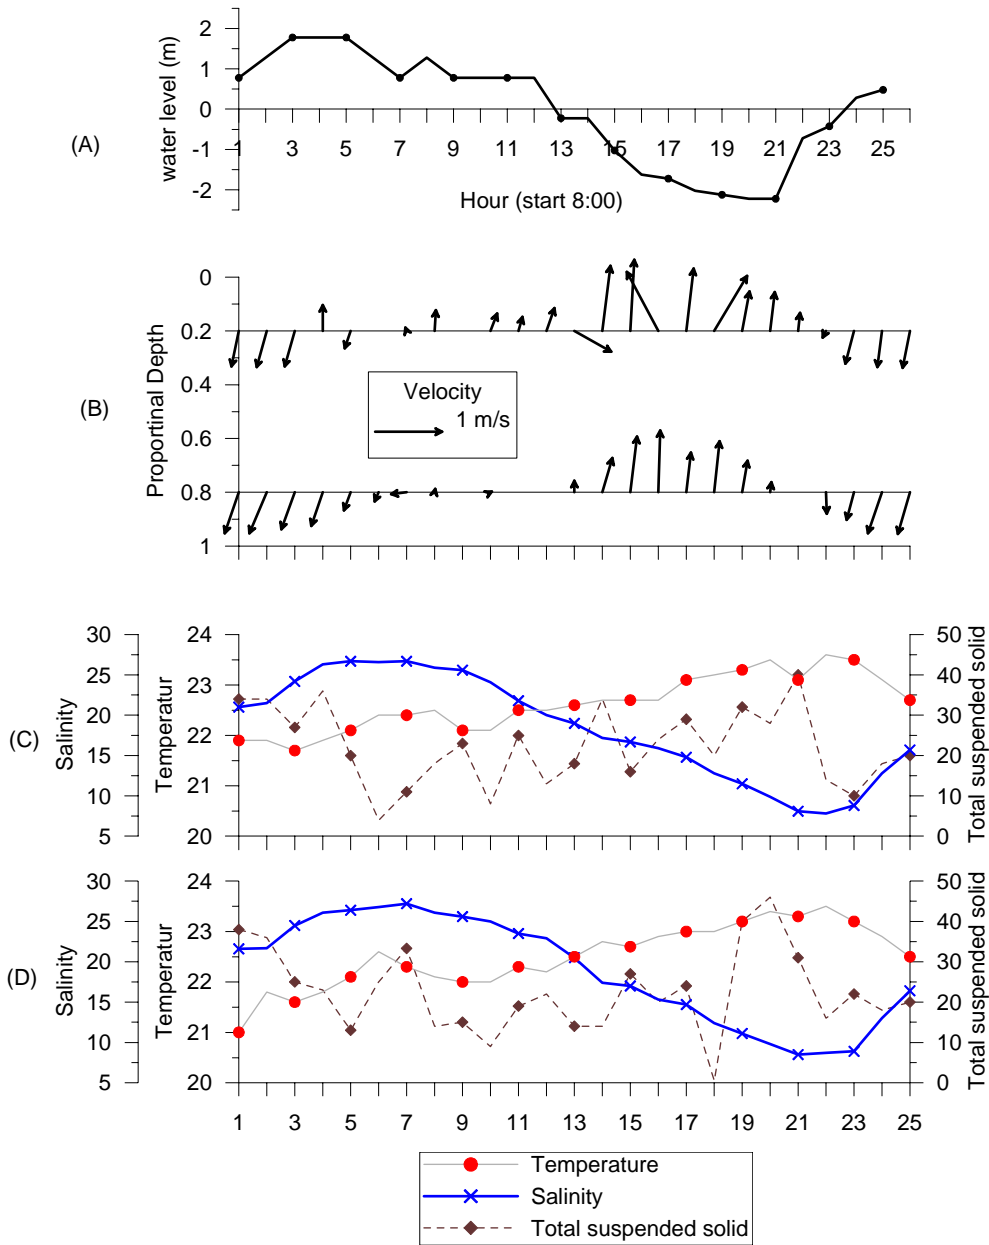 2
1
0
-1
-2
water level (m)
(A)
1 3 5 7 9 11 13 15 17 19 21 23 25
Hour (start 8:00)
0
0.2
0.4
0.6
0.8
1
Proportinal Depth
(B)
Velocity
1 m/s
30
25
20
15
10
5
Salinity
24
23
22
21
20
Temperatur
50
40
30
20
10
0
Total suspended solid
(C)
30
25
20
15
10
5
Salinity
24
23
22
21
20
Temperatur
50
40
30
20
10
0
Total suspended solid
(D)
1 3 5 7 9 11 13 15 17 19 21 23 25
Temperature
Salinity
Total suspended solid